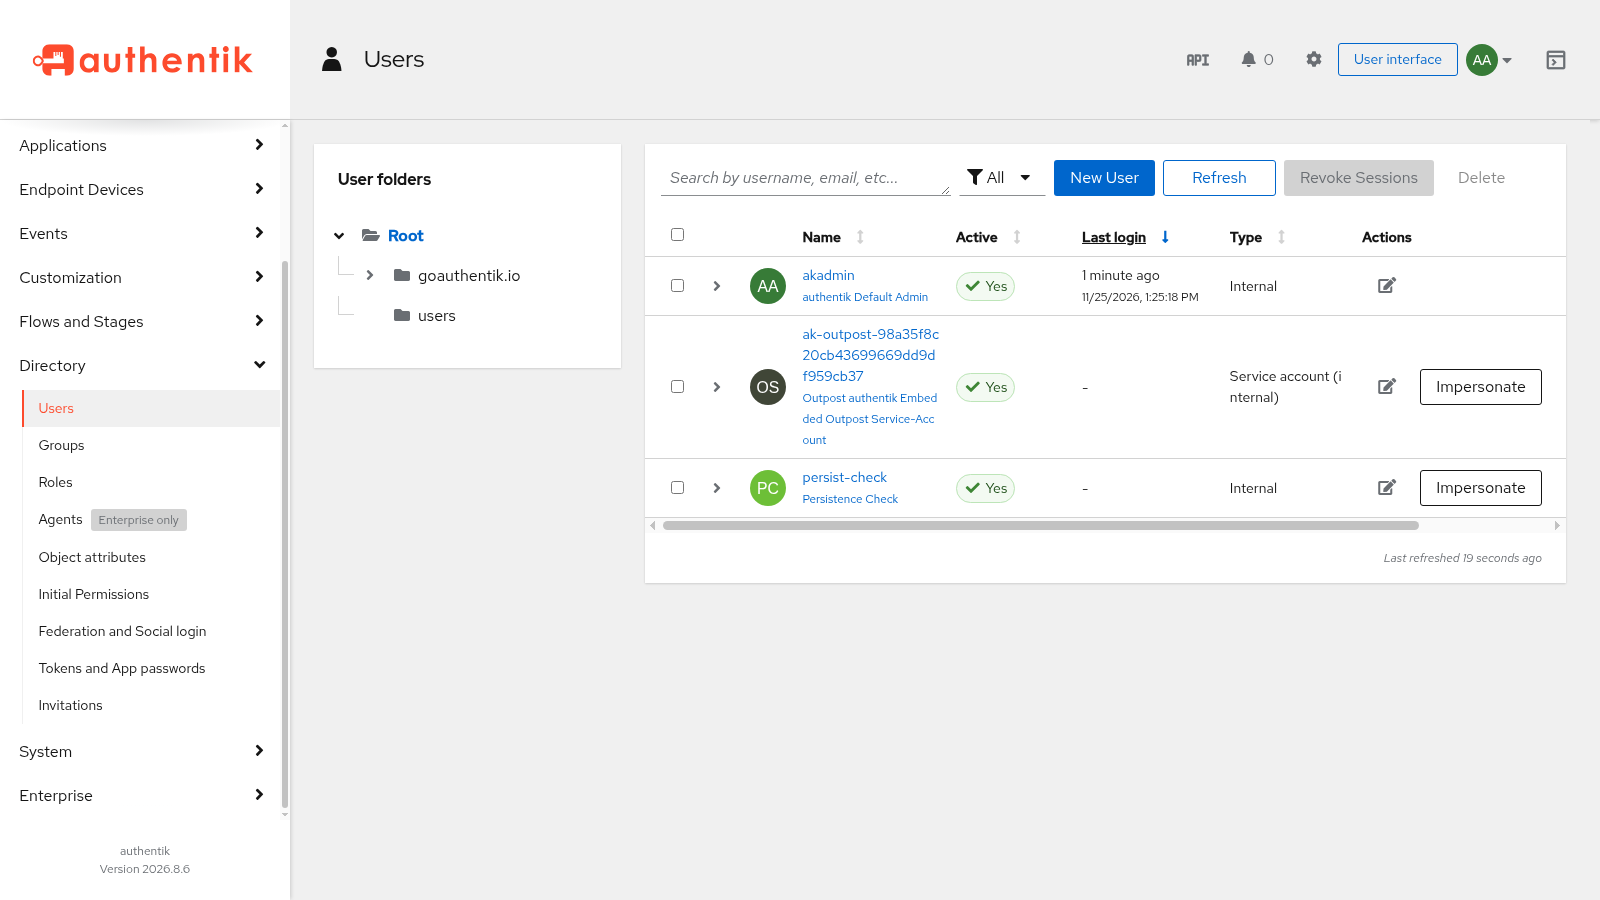 authentik
Users
API
0
User interface
AA
Applications
Endpoint Devices
Events
Customization
Flows and Stages
Directory
Users
Groups
Roles
Agents Enterprise only
Object attributes
Initial Permissions
Federation and Social login
Tokens and App passwords
Invitations
System
Enterprise
authentik
Version 2026.8.6
User folders
Root
goauthentik.io
users
Search by username, email, etc...
All
New User
Refresh
Revoke Sessions
Delete
Name Active Last login Type Actions
AA
akadmin
authentik Default Admin
Yes
1 minute ago
11/25/2026, 1:25:18 PM
Internal
OS
ak-outpost-98a35f8c
20cb43699669dd9d
f959cb37
Outpost authentik Embed
ded Outpost Service-Acc
ount
Yes
-
Service account (i
nternal)
Impersonate
PC
persist-check
Persistence Check
Yes
-
Internal
Impersonate
Last refreshed 19 seconds ago